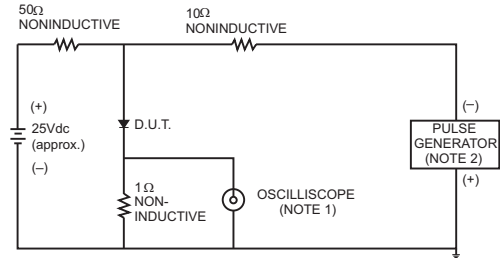 50Ω
NONINDUCTIVE
10Ω
NONINDUCTIVE
(+)
25Vdc
(approx.)
(–)
D.U.T.
1Ω
NON-
INDUCTIVE
OSCILLISCOPE
(NOTE 1)
(–)
PULSE
GENERATOR
(NOTE 2)
(+)